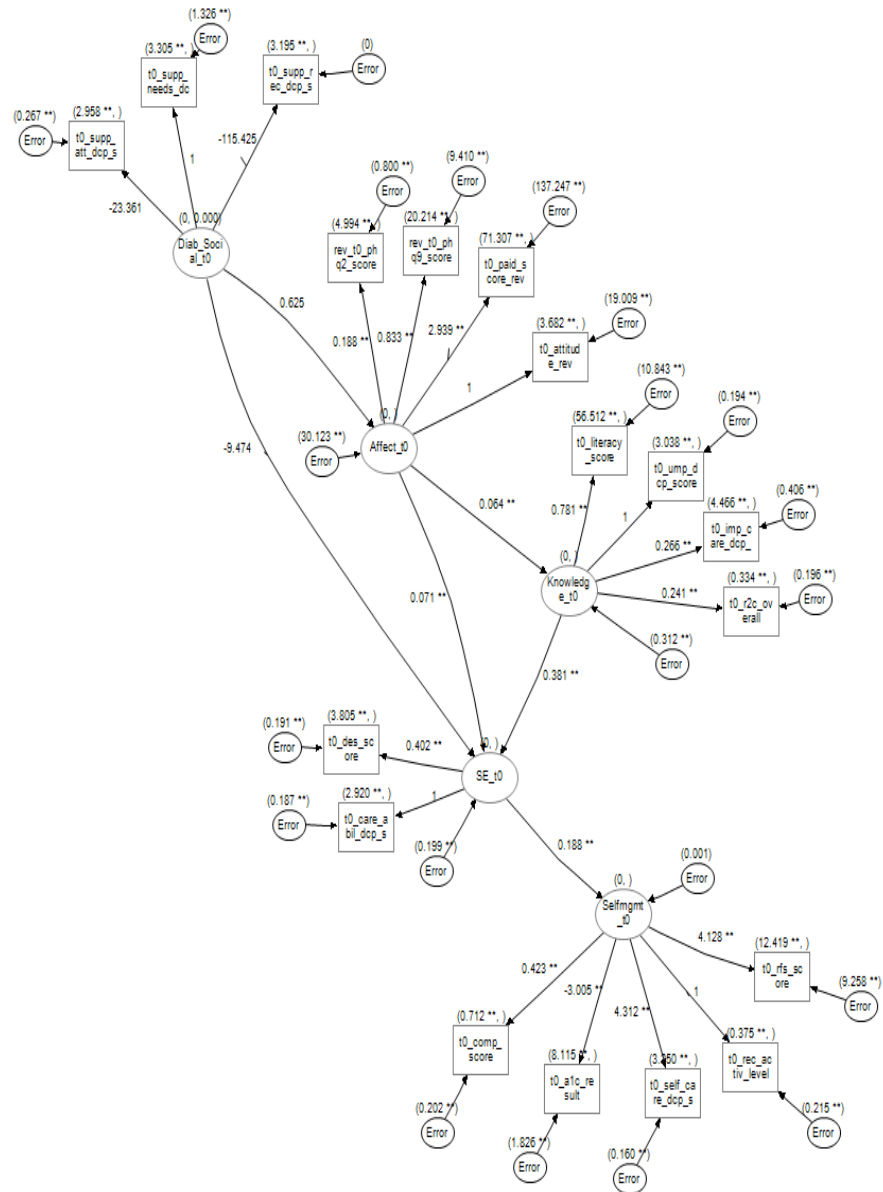 (1.326 **)
Error
(3.305 **, )
t0_supp_
needs_dc
(3.195 **, )
t0_supp_r
ec_dcp_s
(0)
Error
(0.267 **)
Error
(2.958 **, )
t0_supp_
att_dcp_s
-115.425
1
-23.361
(0, 0.000)
Diab_Soci
al_t0
(0.800 **)
Error
(9.410 **)
Error
(137.247 **)
Error
(4.994 **, )
rev_t0_ph
q2_score
(20.214 **, )
rev_t0_ph
q9_score
(71.307 **, )
t0_paid_s
core_rev
(19.009 **)
Error
(3.682 **, )
t0_attitud
e_rev
0.625
0.188 **
0.833 **
2.939 **
1
(10.843 **)
Error
(0, )
Affect_t0
(30.123 **)
Error
-9.474
(56.512 **, )
t0_literacy
_score
(0.194 **)
Error
(3.038 **, )
t0_ump_d
cp_score
(0.406 **)
Error
(4.466 **, )
t0_imp_c
are_dcp_
0.064 **
0.781 **
1
0.266 **
(0, )
Knowledg
e_t0
0.071 **
0.241 **
(0.334 **, )
t0_r2c_ov
erall
(0.196 **)
Error
(0.312 **)
Error
0.381 **
(0.191 **)
Error
(3.805 **, )
t0_des_sc
ore
0.402 **
(0, )
SE_t0
(0.187 **)
Error
(2.920 **, )
t0_care_a
bil_dcp_s
1
(0.199 **)
Error
0.188 **
(0.001)
Error
(0, )
Selfmgmt
_t0
4.128 **
(12.419 **, )
t0_rfs_sc
ore
(9.258 **)
Error
0.423 **
-3.005 **
4.312 **
1
(0.712 **, )
t0_comp_
score
(8.115 **, )
t0_a1c_re
sult
(3.250 **, )
t0_self_ca
re_dcp_s
(0.375 **, )
t0_rec_ac
tiv_level
(0.202 **)
Error
(1.826 **)
Error
(0.160 **)
Error
(0.215 **)
Error